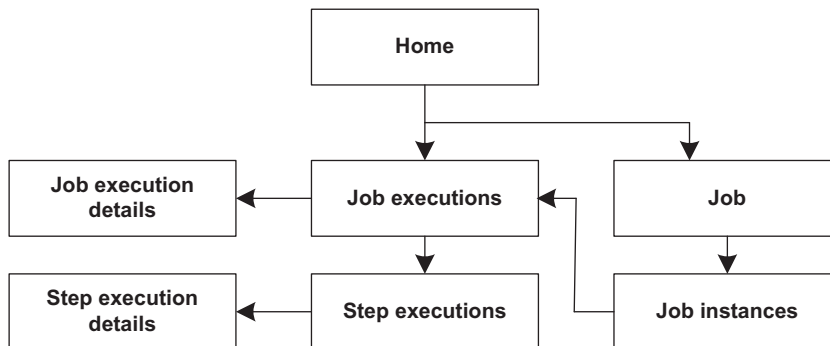 Home
Job execution
details
Job executions
Job
Step execution
details
Step executions
Job instances